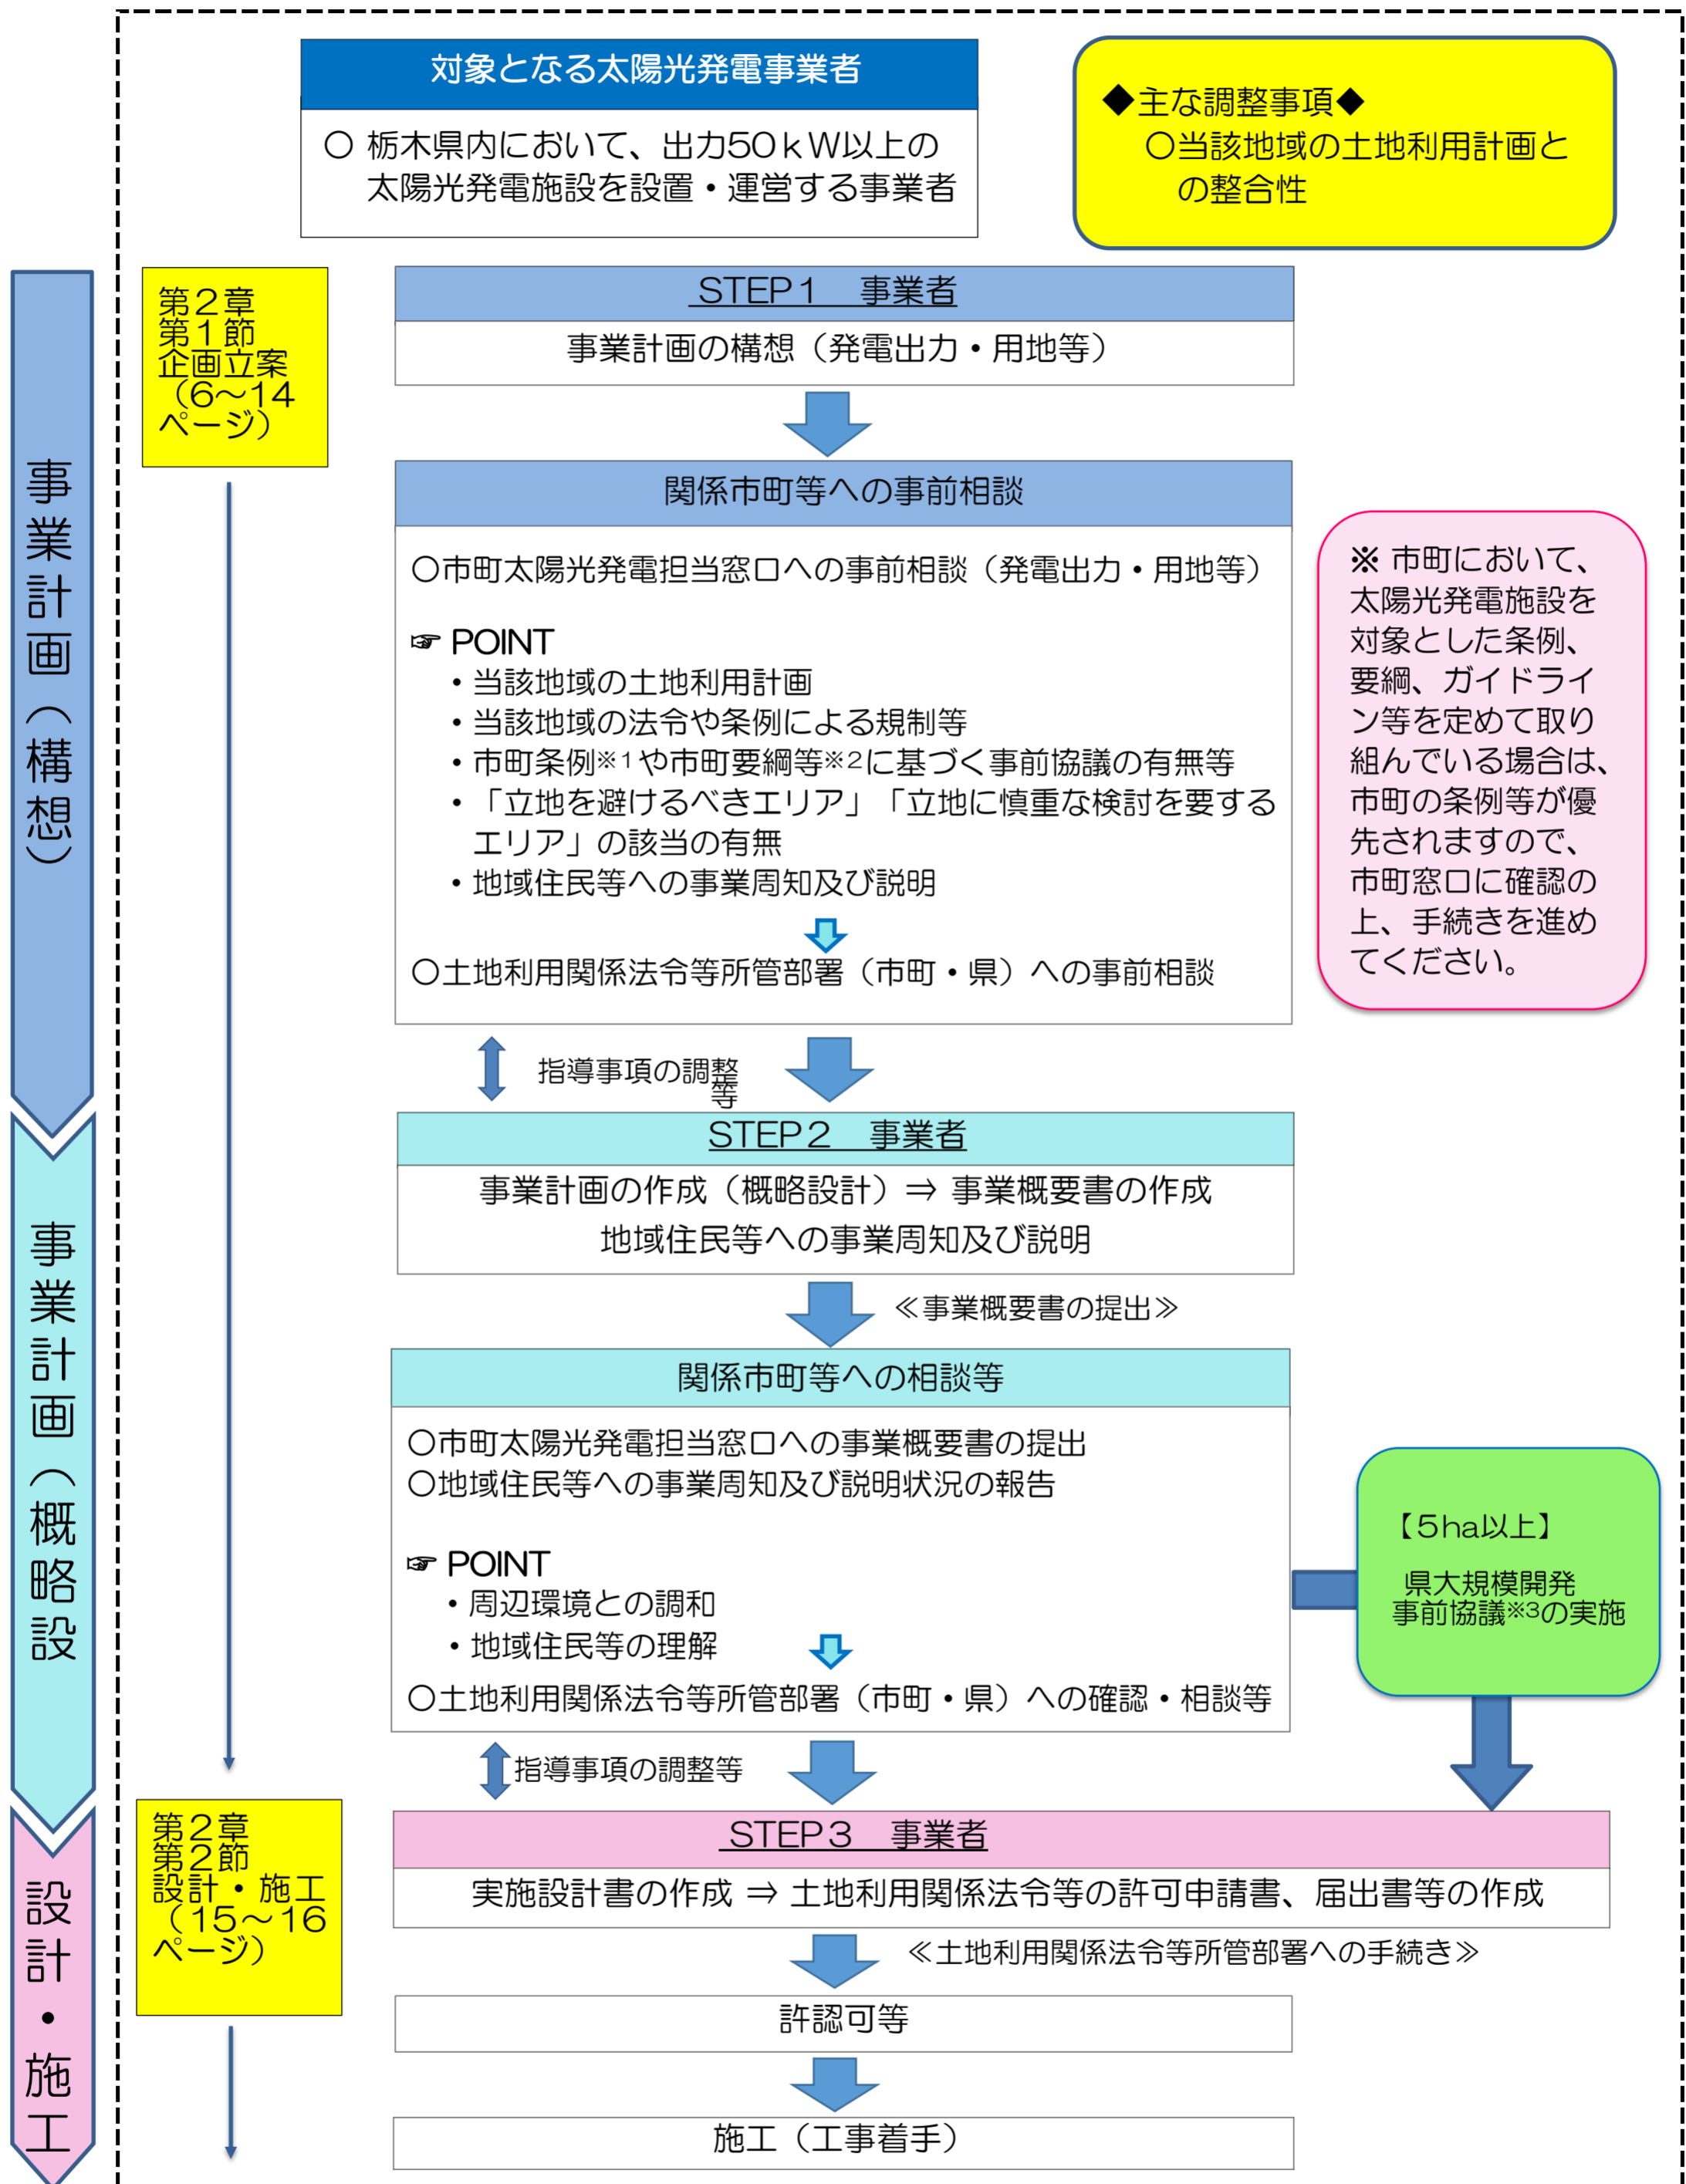 対象となる太陽光発電事業者
○ 栃木県内において、出力50kW以上の
太陽光発電施設を設置・運営する事業者
◆主な調整事項◆
○当該地域の土地利用計画と
の整合性
事業計画（構想）
第2章
第1節
企画立案
（6～14
ページ）
STEP1 事業者
事業計画の構想（発電出力・用地等）
関係市町等への事前相談
○市町太陽光発電担当窓口への事前相談（発電出力・用地等）
☞ POINT
・当該地域の土地利用計画
・当該地域の法令や条例による規制等
・市町条例※1や市町要綱等※2に基づく事前協議の有無等
・「立地を避けるべきエリア」「立地に慎重な検討を要する
エリア」の該当の有無
・地域住民等への事業周知及び説明
○土地利用関係法令等所管部署（市町・県）への事前相談
※ 市町において、
太陽光発電施設を
対象とした条例、
要綱、ガイドライ
ン等を定めて取り
組んでいる場合は、
市町の条例等が優
先されますので、
市町窓口に確認の
上、手続きを進め
てください。
指導事項の調整
等
事業計画（概略設
STEP2 事業者
事業計画の作成（概略設計）⇒ 事業概要書の作成
地域住民等への事業周知及び説明
≪事業概要書の提出≫
関係市町等への相談等
○市町太陽光発電担当窓口への事業概要書の提出
○地域住民等への事業周知及び説明状況の報告
☞ POINT
・周辺環境との調和
・地域住民等の理解
○土地利用関係法令等所管部署（市町・県）への確認・相談等
【5ha以上】
県大規模開発
事前協議※3の実施
指導事項の調整等
設計・施工
第2章
第2節
設計・施工
（15～16
ページ）
STEP3 事業者
実施設計書の作成 ⇒ 土地利用関係法令等の許可申請書、届出書等の作成
≪土地利用関係法令等所管部署への手続き≫
許認可等
施工（工事着手）